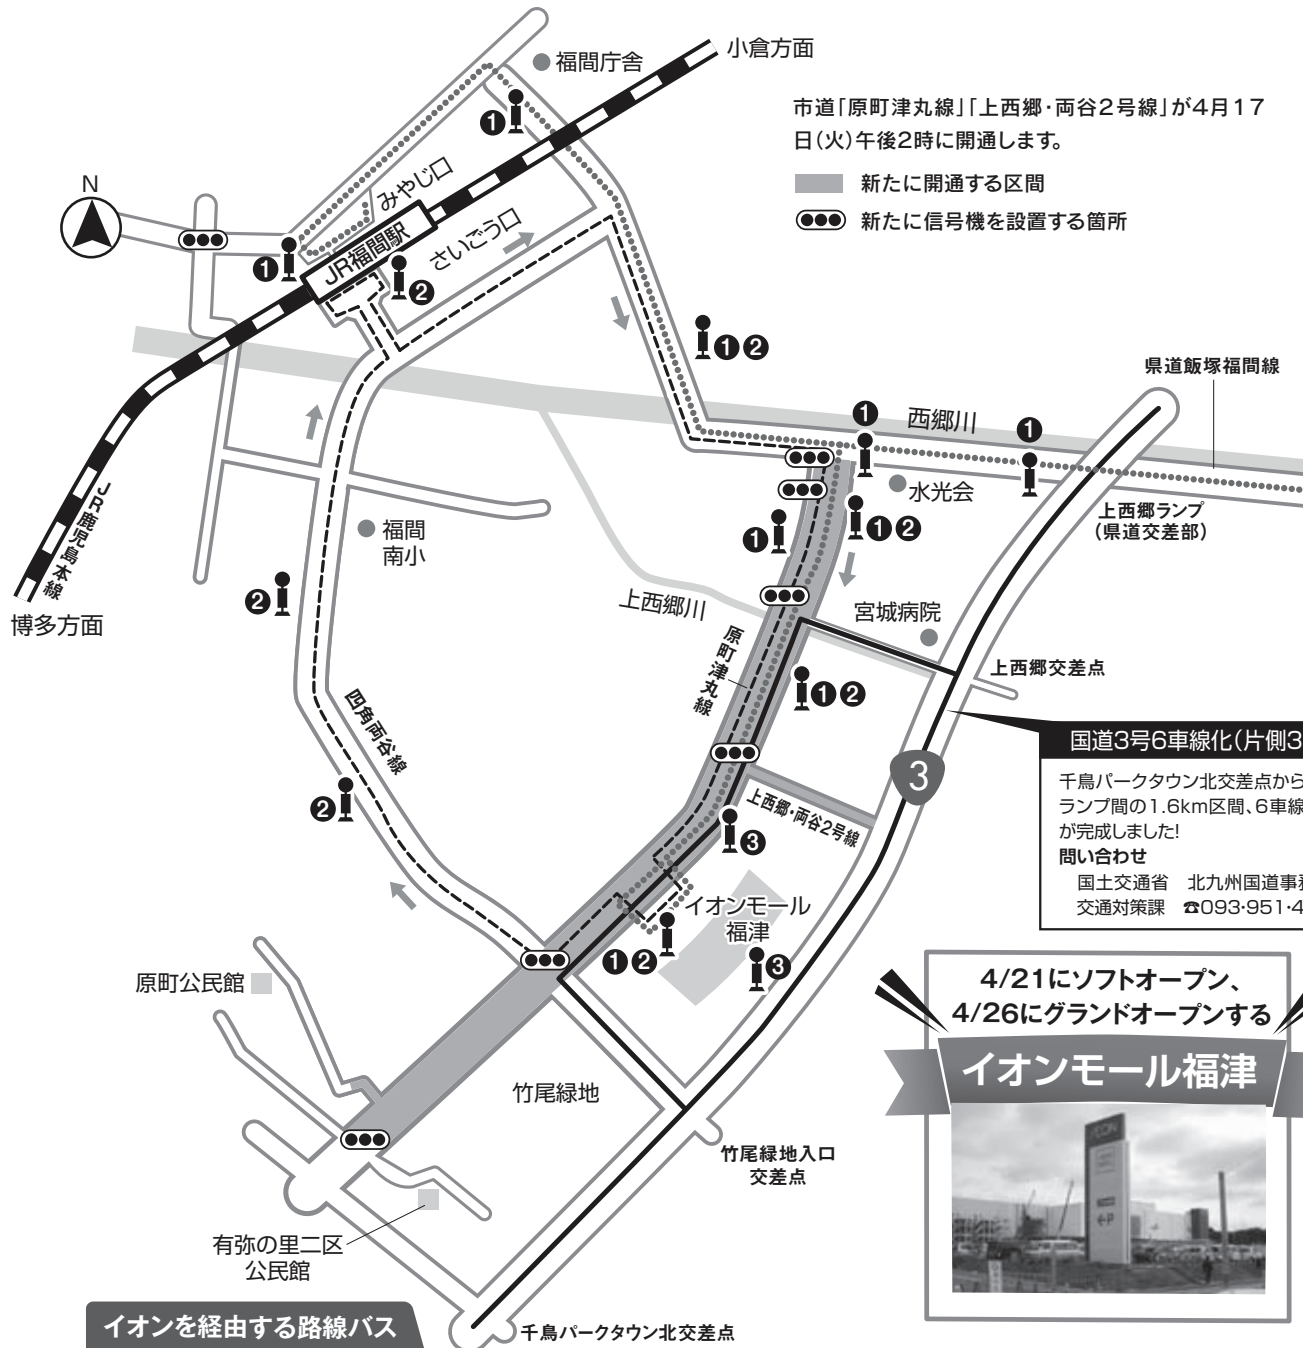 小倉方面
福間庁舎
市道「原町津丸線」「上西郷・両谷2号線」が4月17
日(火)午後2時に開通します。
新たに開通する区間
新たに信号機を設置する箇所
N
❶
みやじ口
JR福間駅
さいごう口
❶
❷
❶❷
県道飯塚福間線
西郷川
❶
❶
水光会
上西郷ランプ
(県道交差部)
JR鹿児島本線
福間
南小
❶
❶❷
❷
博多方面
上西郷川
宮城病院
原町津丸線
上西郷交差点
❶❷
四角両谷線
国道3号6車線化(片側3
3
千鳥パークタウン北交差点から
ランプ間の1.6km区間、6車線
が完成しました!
問い合わせ
国土交通省 北九州国道事
交通対策課 ☎093・951・4
❷
上西郷・両谷2号線
❸
イオンモール
福津
❶❷
❸
原町公民館
4/21にソフトオープン、
4/26にグランドオープンする
イオンモール福津
竹尾緑地
竹尾緑地入口
交差点
AEON
←P
有弥の里二区
公民館
イオンを経由する路線バス
千鳥パークタウン北交差点